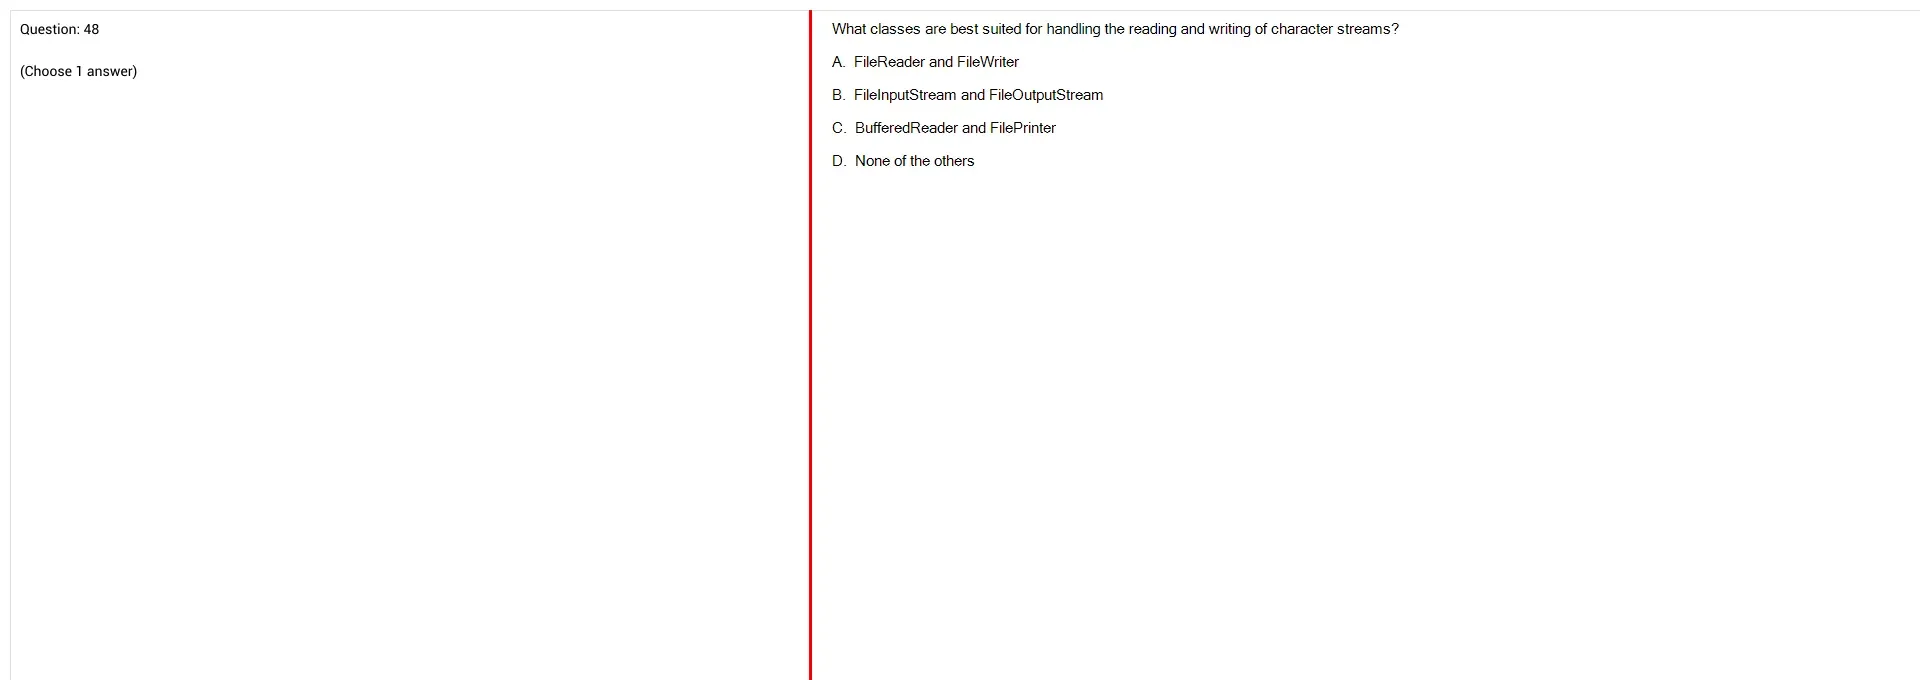 Question: 48
(Choose 1 answer)
What classes are best suited for handling the reading and writing of character streams?
A. FileReader and FileWriter
B. FileInputStream and FileOutputStream
C. BufferedReader and FilePrinter
D. None of the others